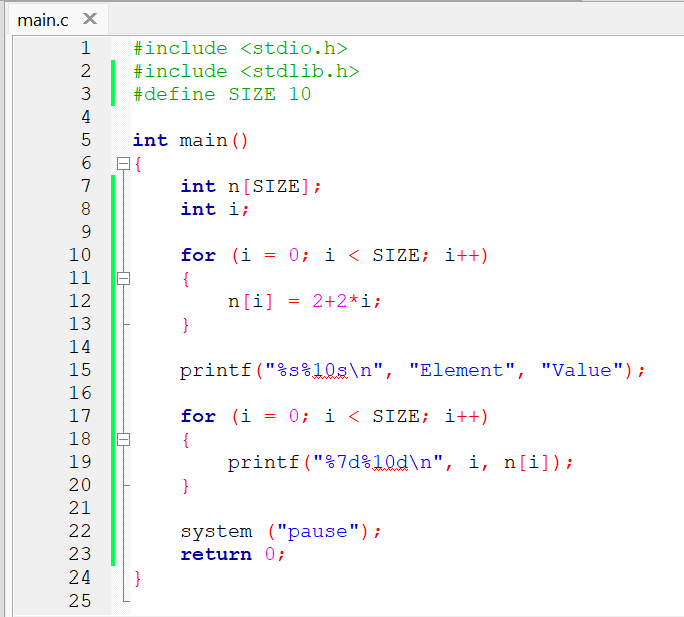 main.c
1 #include <stdio.h>
2 #include <stdlib.h>
3 #define SIZE 10
4
5 int main()
6 {
7     int n[SIZE];
8     int i;
9
10     for (i = 0; i < SIZE; i++)
11     {
12         n[i] = 2+2*i;
13     }
14
15     printf("%s%10s\n", "Element", "Value");
16
17     for (i = 0; i < SIZE; i++)
18     {
19         printf("%7d%10d\n", i, n[i]);
20     }
21
22     system ("pause");
23     return 0;
24 }
25